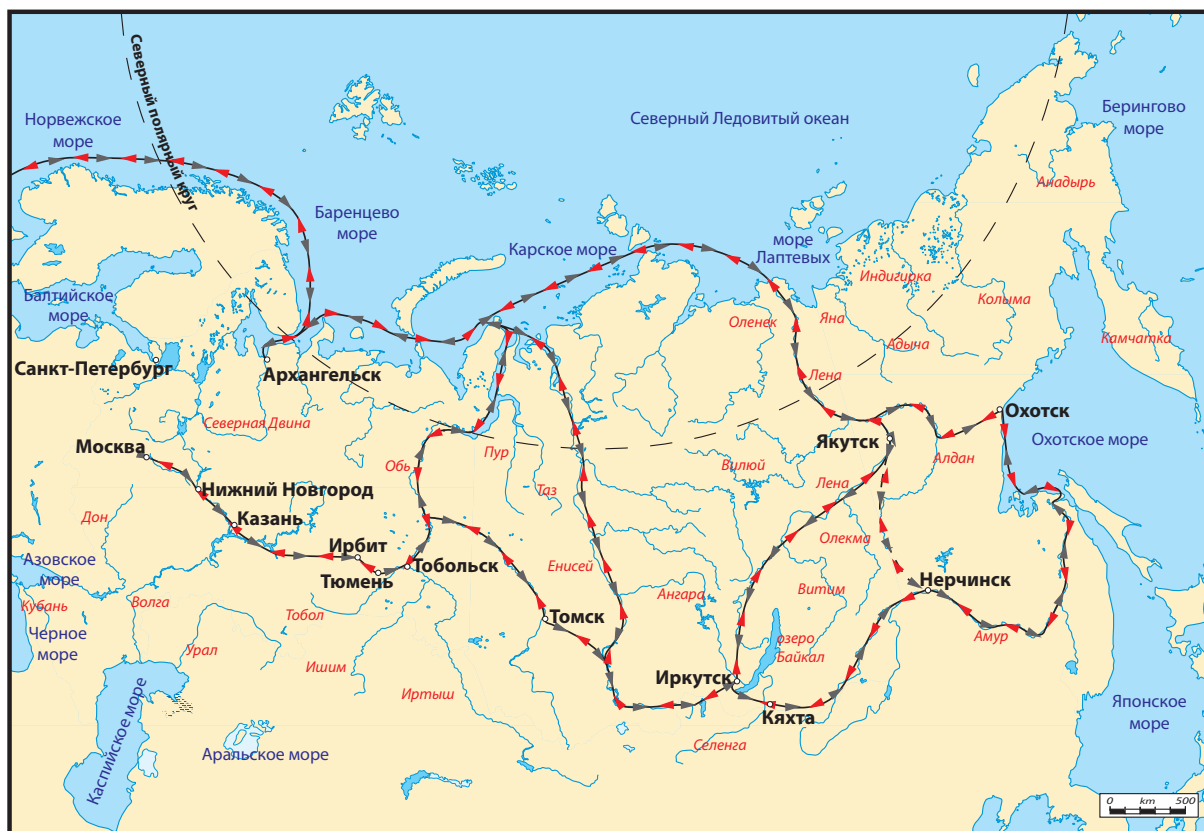 Северный полярный круг
Берингово
море
Северный Ледовитый океан
Норвежское
море
Анадырь
Баренцево
море
Карское море
море
Лаптевых
Индигирка
Колыма
Балтийское
море
Оленек
Яна
Адыча
Камчатка
Санкт-Петербург
Архангельск
Лена
Северная Двина
Охотск
Охотское море
Москва
Якутск
Обь
Пур
Вилюй
Алдан
Таз
Лена
Нижний Новгород
Дон
Казань
Олекма
Ирбит
Азовское
море
Тюмень
Тобольск
Енисей
Нерчинск
Кубань
Волга
Тобол
Ангара
Витим
Черное
море
Томск
Амур
озеро
Байкал
Урал
Ишим
Иртыш
Иркутск
Кяхта
Японское
море
Каспийское море
Аральское море
Селенга
0 km 500